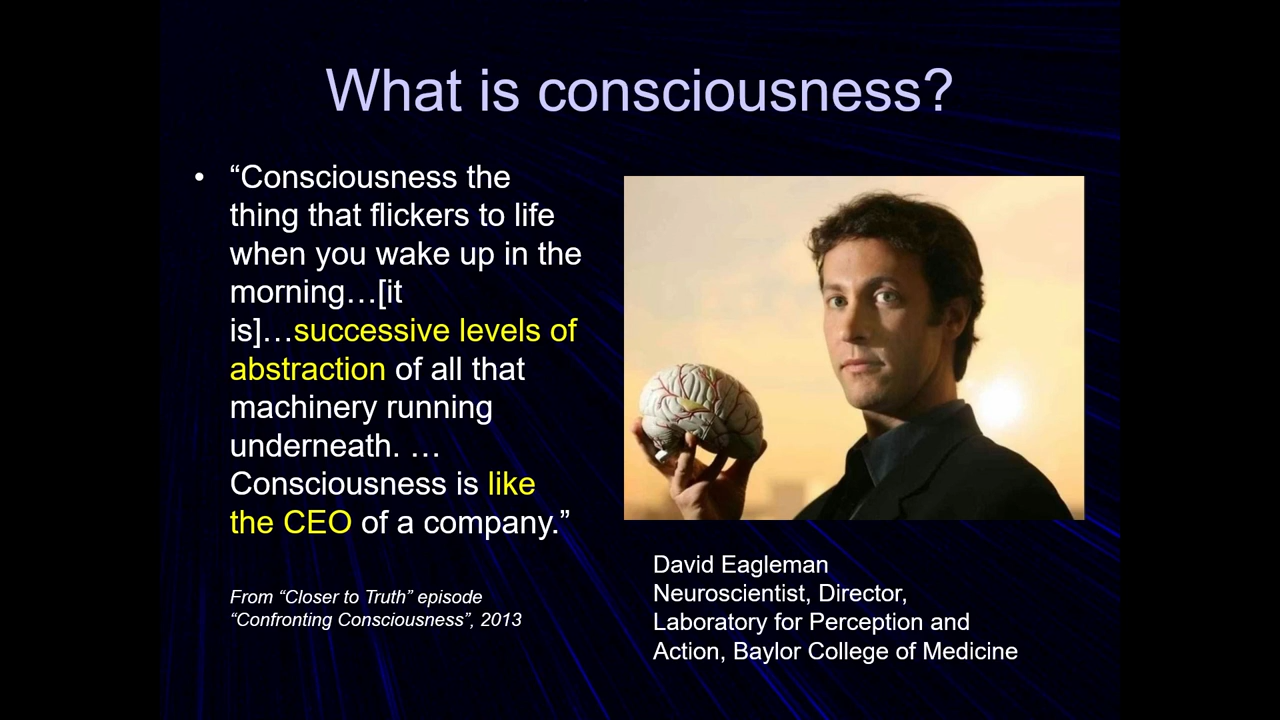 What is consciousness?
• “Consciousness the
thing that flickers to life
when you wake up in the
morning…[it
is]…successive levels of
abstraction of all that
machinery running
underneath. …
Consciousness is like
the CEO of a company.”
From “Closer to Truth” episode
“Confronting Consciousness”, 2013
David Eagleman
Neuroscientist, Director,
Laboratory for Perception and
Action, Baylor College of Medicine